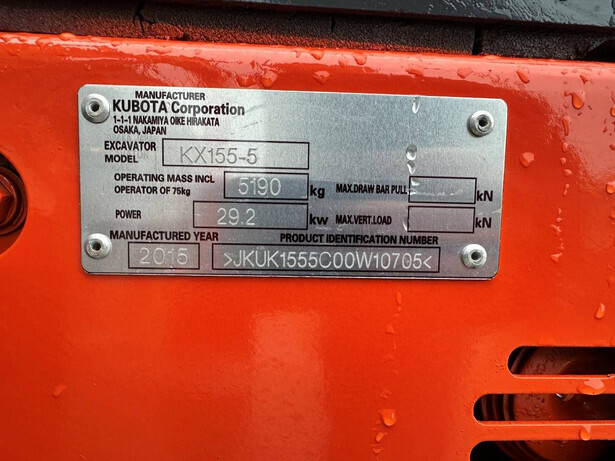 MANUFACTURER
KUBOTA Corporation
1-1-1 NAKAMIYA OIKE HIRAKATA
OSAKA, JAPAN
EXCAVATOR MODEL KX155-5
OPERATING MASS INCL OPERATOR OF 75kg 5190 kg
MAX.DRAW BAR PULL kN
POWER 29.2 kw
MAX.VERT.LOAD kN
MANUFACTURED YEAR 2015
PRODUCT IDENTIFICATION NUMBER
>JKUK1555C00W10705<